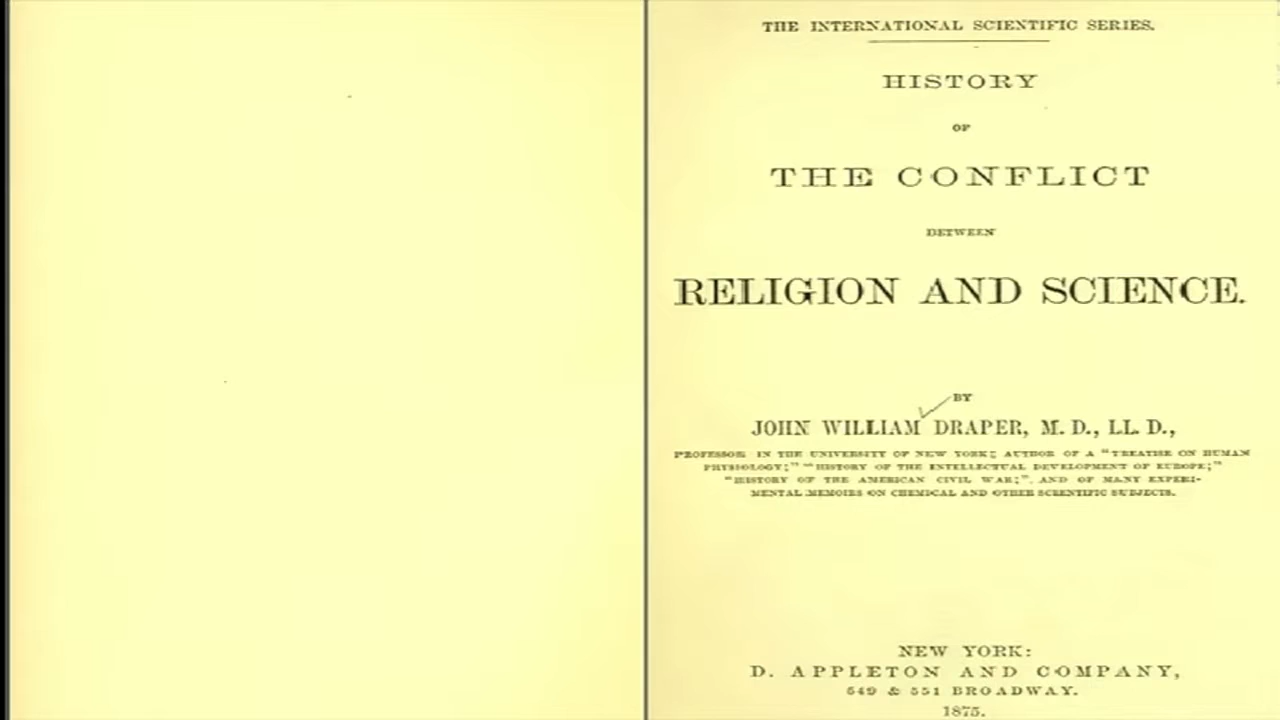 THE INTERNATIONAL SCIENTIFIC SERIES.
HISTORY
OF
THE CONFLICT
BETWEEN
RELIGION AND SCIENCE.
BY
JOHN WILLIAM DRAPER, M. D., LL. D.,
PROFESSOR IN THE UNIVERSITY OF NEW YORK; AUTHOR OF A "TREATISE ON HUMAN
PHYSIOLOGY;" "HISTORY OF THE INTELLECTUAL DEVELOPMENT OF EUROPE;"
"HISTORY OF THE AMERICAN CIVIL WAR;" AND OF MANY EXPERI-
MENTAL MEMOIRS ON CHEMICAL AND OTHER SCIENTIFIC SUBJECTS.
NEW YORK:
D. APPLETON AND COMPANY,
549 & 551 BROADWAY.
1875.